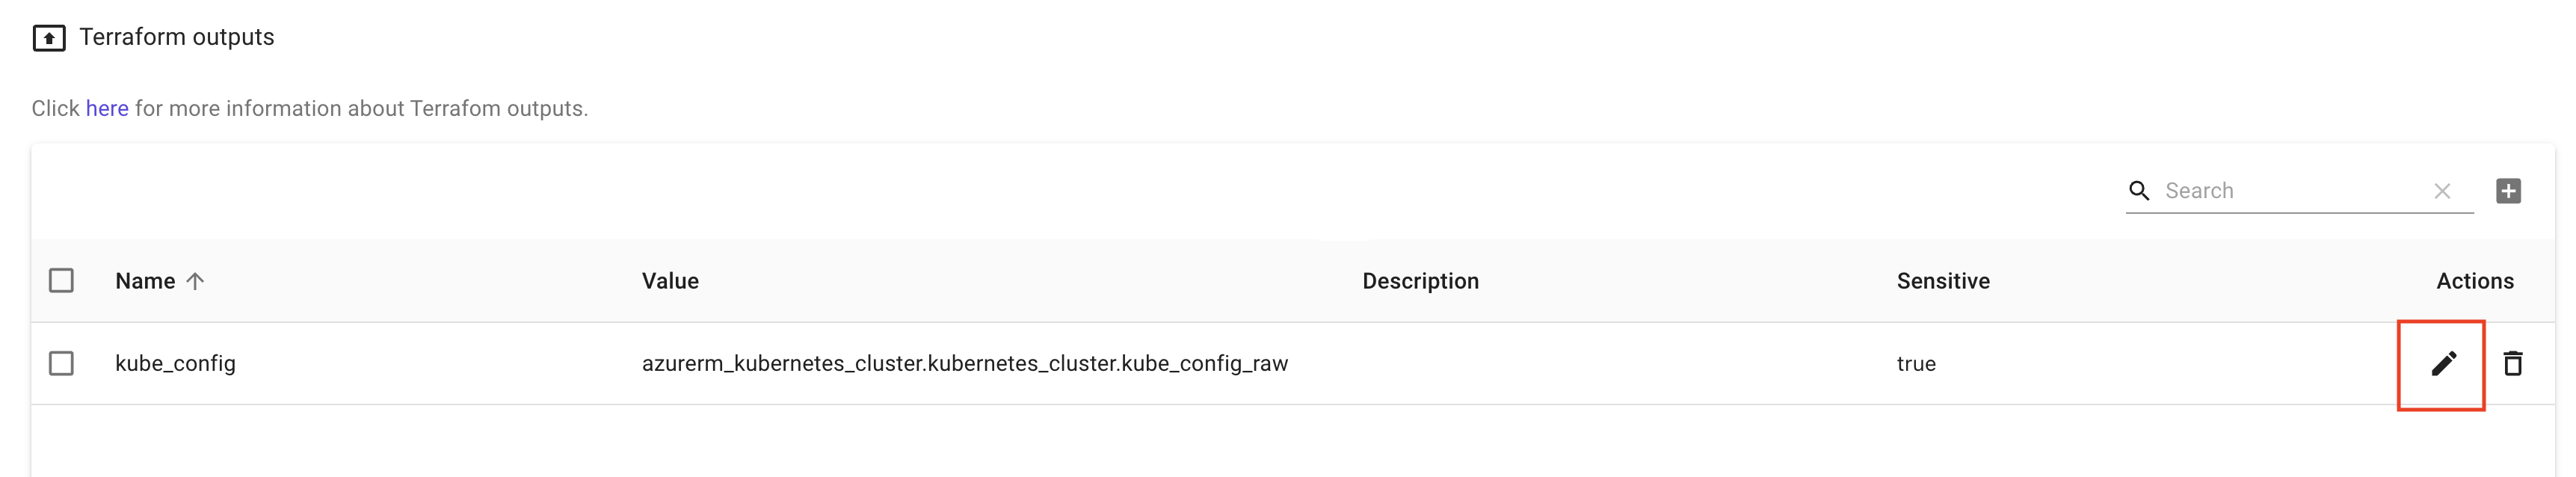 Terraform outputs
Click here for more information about Terrafom outputs.
Search
Name Value Description Sensitive Actions
kube_config azurerm_kubernetes_cluster.kubernetes_cluster.kube_config_raw true